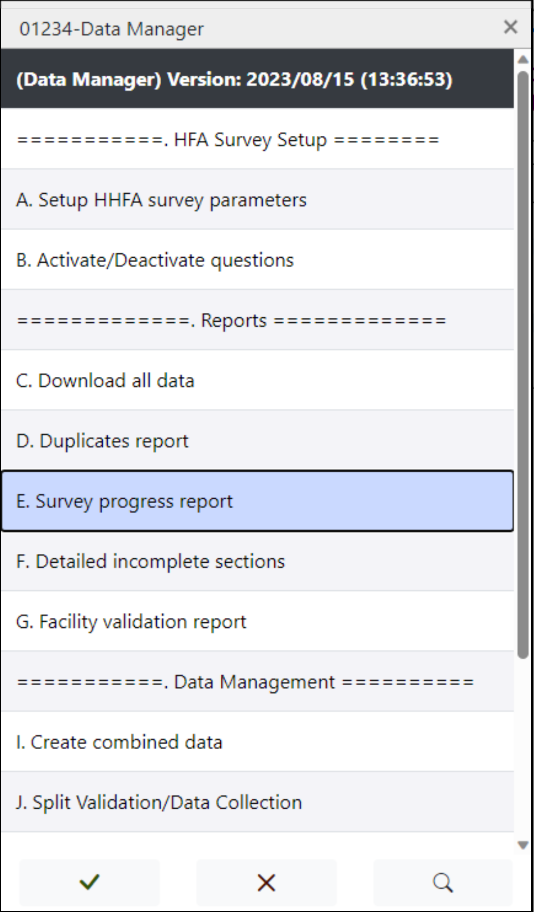 01234-Data Manager
(Data Manager) Version: 2023/08/15 (13:36:53)
===========. HFA Survey Setup ========
A. Setup HHFA survey parameters
B. Activate/Deactivate questions
=============. Reports =============
C. Download all data
D. Duplicates report
E. Survey progress report
F. Detailed incomplete sections
G. Facility validation report
===========. Data Management ==========
I. Create combined data
J. Split Validation/Data Collection